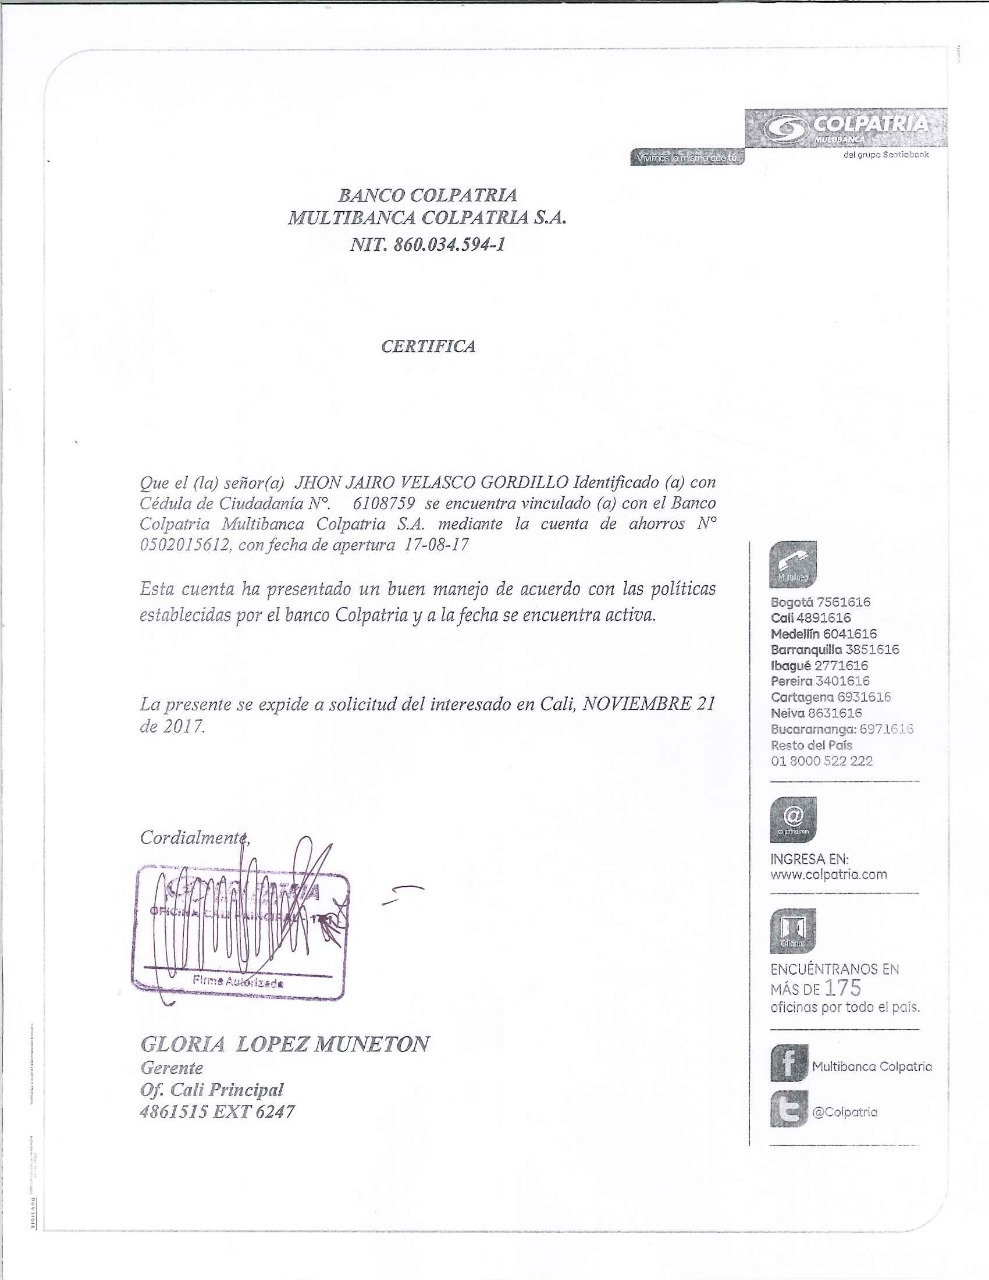 COLPATRIA
MULTIBANCA
del grupo Scotiabank
Vivimos lo mismo que tú
BANCO COLPATRIA
MULTIBANCA COLPATRIA S.A.
NIT. 860.034.594-1
CERTIFICA
Que el (la) señor(a) JHON JAIRO VELASCO GORDILLO Identificado (a) con
Cédula de Ciudadanía Nº. 6108759 se encuentra vinculado (a) con el Banco
Colpatria Multibanca Colpatria S.A. mediante la cuenta de ahorros Nº
0502015612, con fecha de apertura 17-08-17
Esta cuenta ha presentado un buen manejo de acuerdo con las políticas
establecidas por el banco Colpatria y a la fecha se encuentra activa.
La presente se expide a solicitud del interesado en Cali, NOVIEMBRE 21
de 2017.
Cordialmente,
OFICINA CALI PRINCIPAL
Firma Autorizada
GLORIA LOPEZ MUNETON
Gerente
Of. Cali Principal
4861515 EXT 6247
Bogotá 7561616
Cali 4891616
Medellín 6041616
Barranquilla 3851616
Ibagué 2771616
Pereira 3401616
Cartagena 6931616
Neiva 8631616
Bucaramanga: 6971616
Resto del País
01 8000 522 222
@
colpatria.com
INGRESA EN:
www.colpatria.com
Oficinas
ENCUÉNTRANOS EN
MÁS DE 175
oficinas por todo el país.
f Multibanca Colpatria
t @Colpatria
VIGILADO